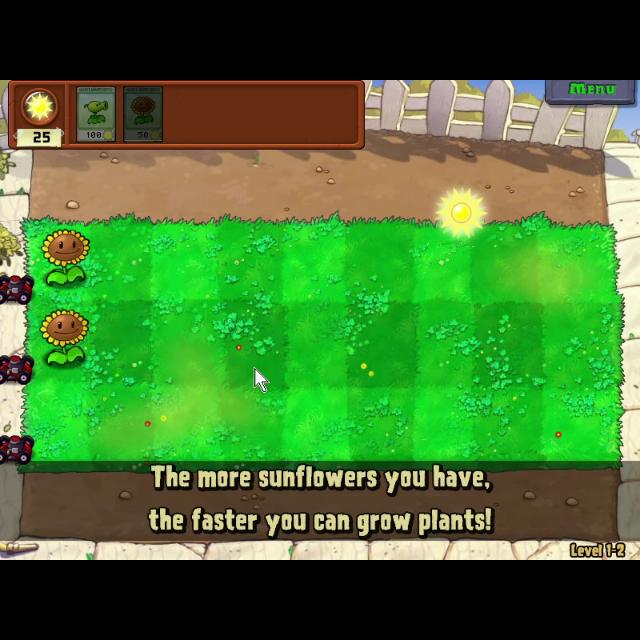 MENU
25
100
50
The more sunflowers you have,
the faster you can grow plants!
Level 1-2